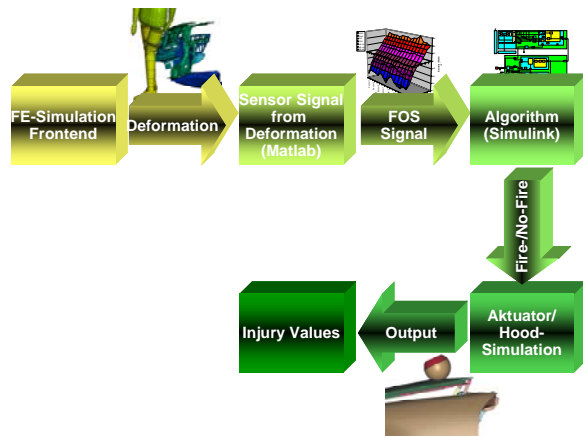 FE-Simulation
Frontend
Deformation
Sensor Signal
from
Deformation
(Matlab)
FOS
Signal
Algorithm
(Simulink)
Fire-/No-Fire
Aktuator/
Hood-
Simulation
Output
Injury Values